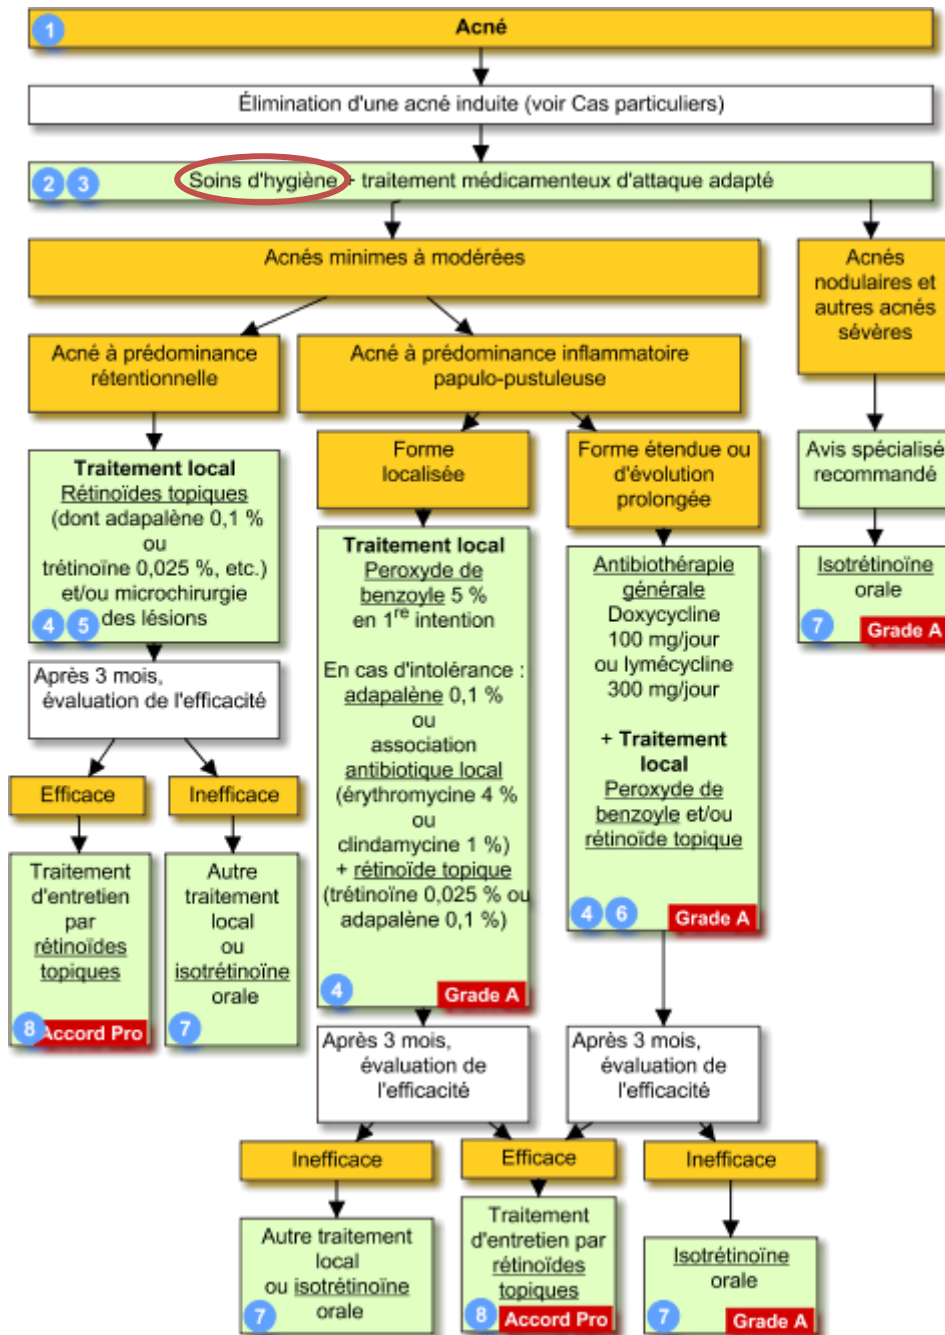 1
Acné
Élimination d'une acné induite (voir Cas particuliers)
2 3
Soins d'hygiène + traitement médicamenteux d'attaque adapté
Acnés minimes à modérées
Acnés
nodulaires et
autres acnés
sévères
Acné à prédominance
rétentionnelle
Acné à prédominance inflammatoire
papulo-pustuleuse
Traitement local
Rétinoïdes topiques
(dont adapalène 0,1 %
ou
trétinoïne 0,025 %, etc.)
et/ou microchirurgie
des lésions
4 5
Forme
localisée
Forme étendue ou
d'évolution
prolongée
Avis spécialisé
recommandé
Traitement local
Peroxyde de
benzoyle 5 %
en 1re intention
En cas d'intolérance :
adapalène 0,1 %
ou
association
antibiotique local
(érythromycine 4 %
ou
clindamycine 1 %)
+ rétinoïde topique
(trétinoïne 0,025 % ou
adapalène 0,1 %)
4
Grade A
Antibiothérapie
générale
Doxycycline
100 mg/jour
ou lymécycline
300 mg/jour
+ Traitement
local
Peroxyde de
benzoyle et/ou
rétinoïde topique
4 6
Grade A
Isotrétinoïne
orale
7
Grade A
Après 3 mois,
évaluation de l'efficacité
Efficace
Inefficace
Traitement
d'entretien
par
rétinoïdes
topiques
8
Accord Pro
Autre
traitement
local
ou
isotrétinoïne
orale
7
Après 3 mois,
évaluation de
l'efficacité
Après 3 mois,
évaluation de
l'efficacité
Inefficace
Efficace
Inefficace
Autre traitement
local
ou isotrétinoïne
orale
7
Traitement
d'entretien par
rétinoïdes
topiques
8
Accord Pro
Isotrétinoïne
orale
7
Grade A